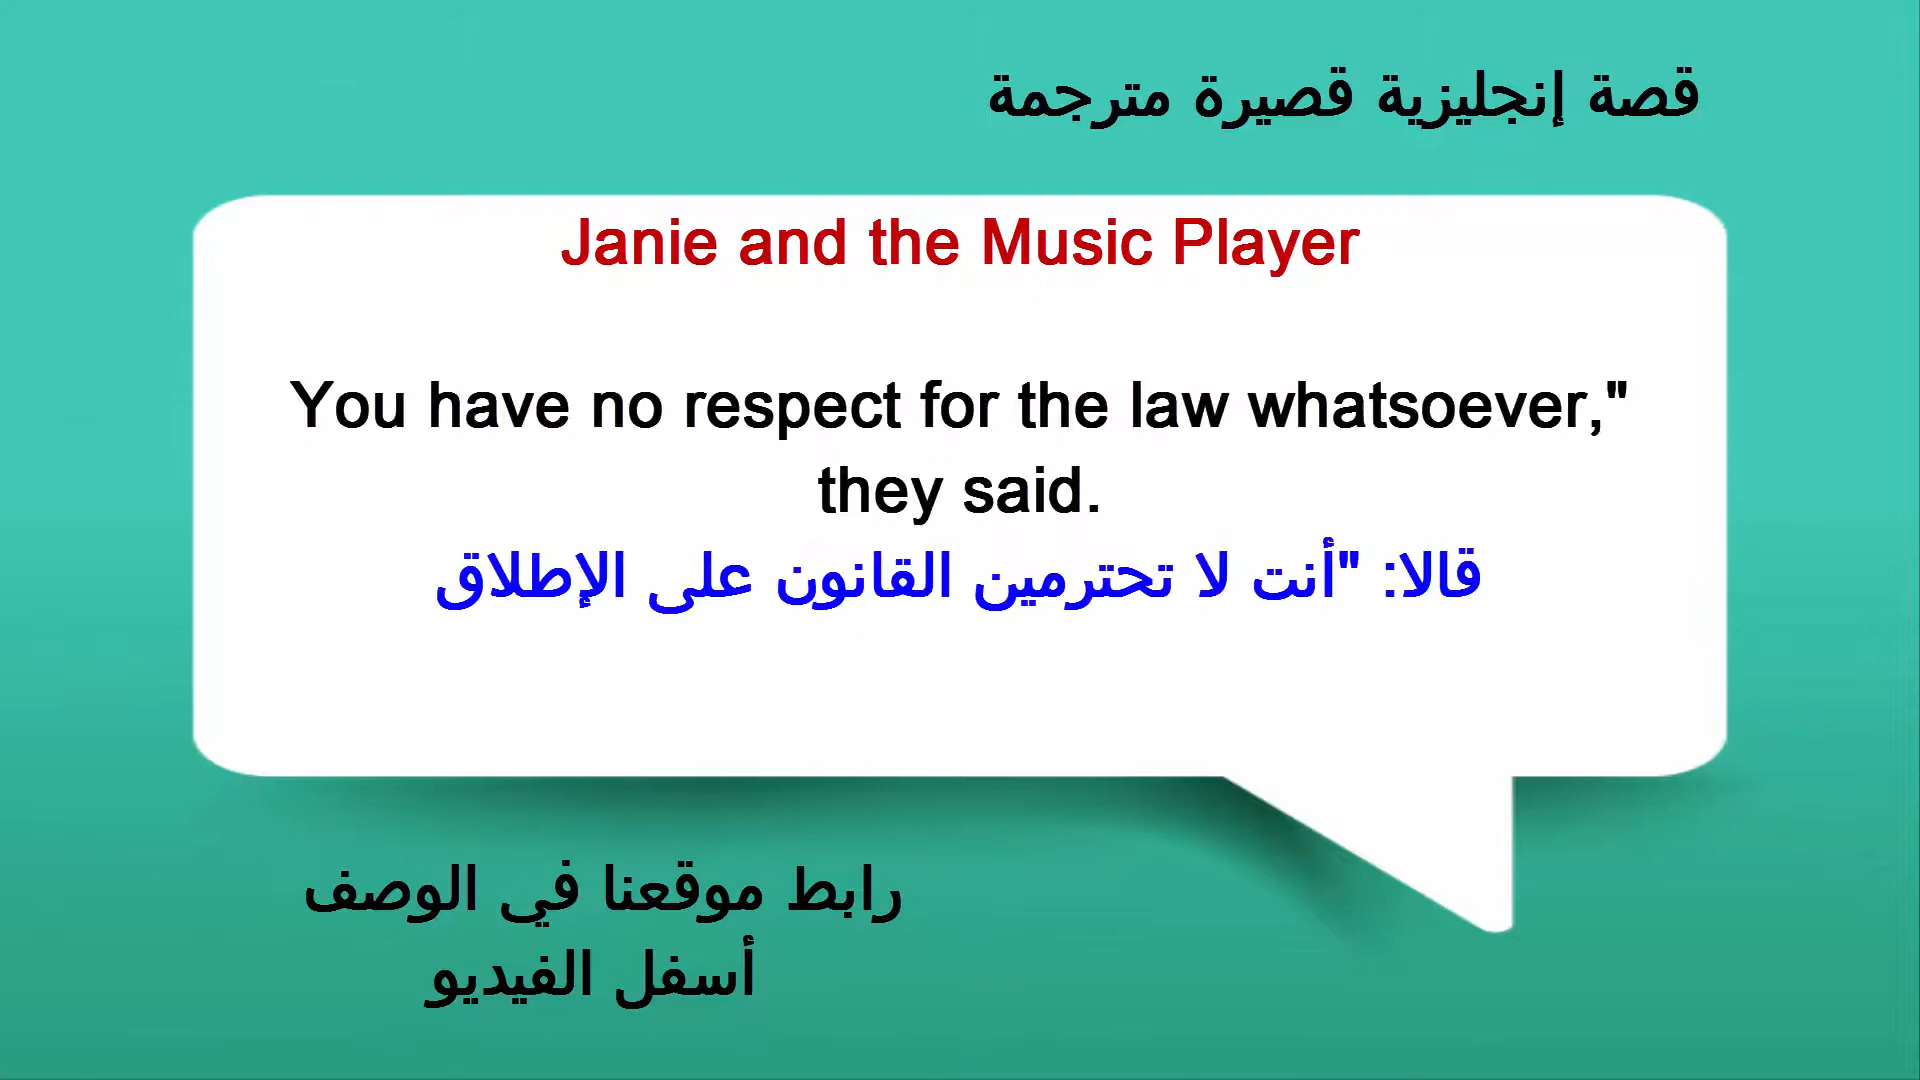 قصة إنجليزية قصيرة مترجمة
Janie and the Music Player
You have no respect for the law whatsoever,"
they said.
قالا: "أنت لا تحترمين القانون على الإطلاق
رابط موقعنا في الوصف
أسفل الفيديو